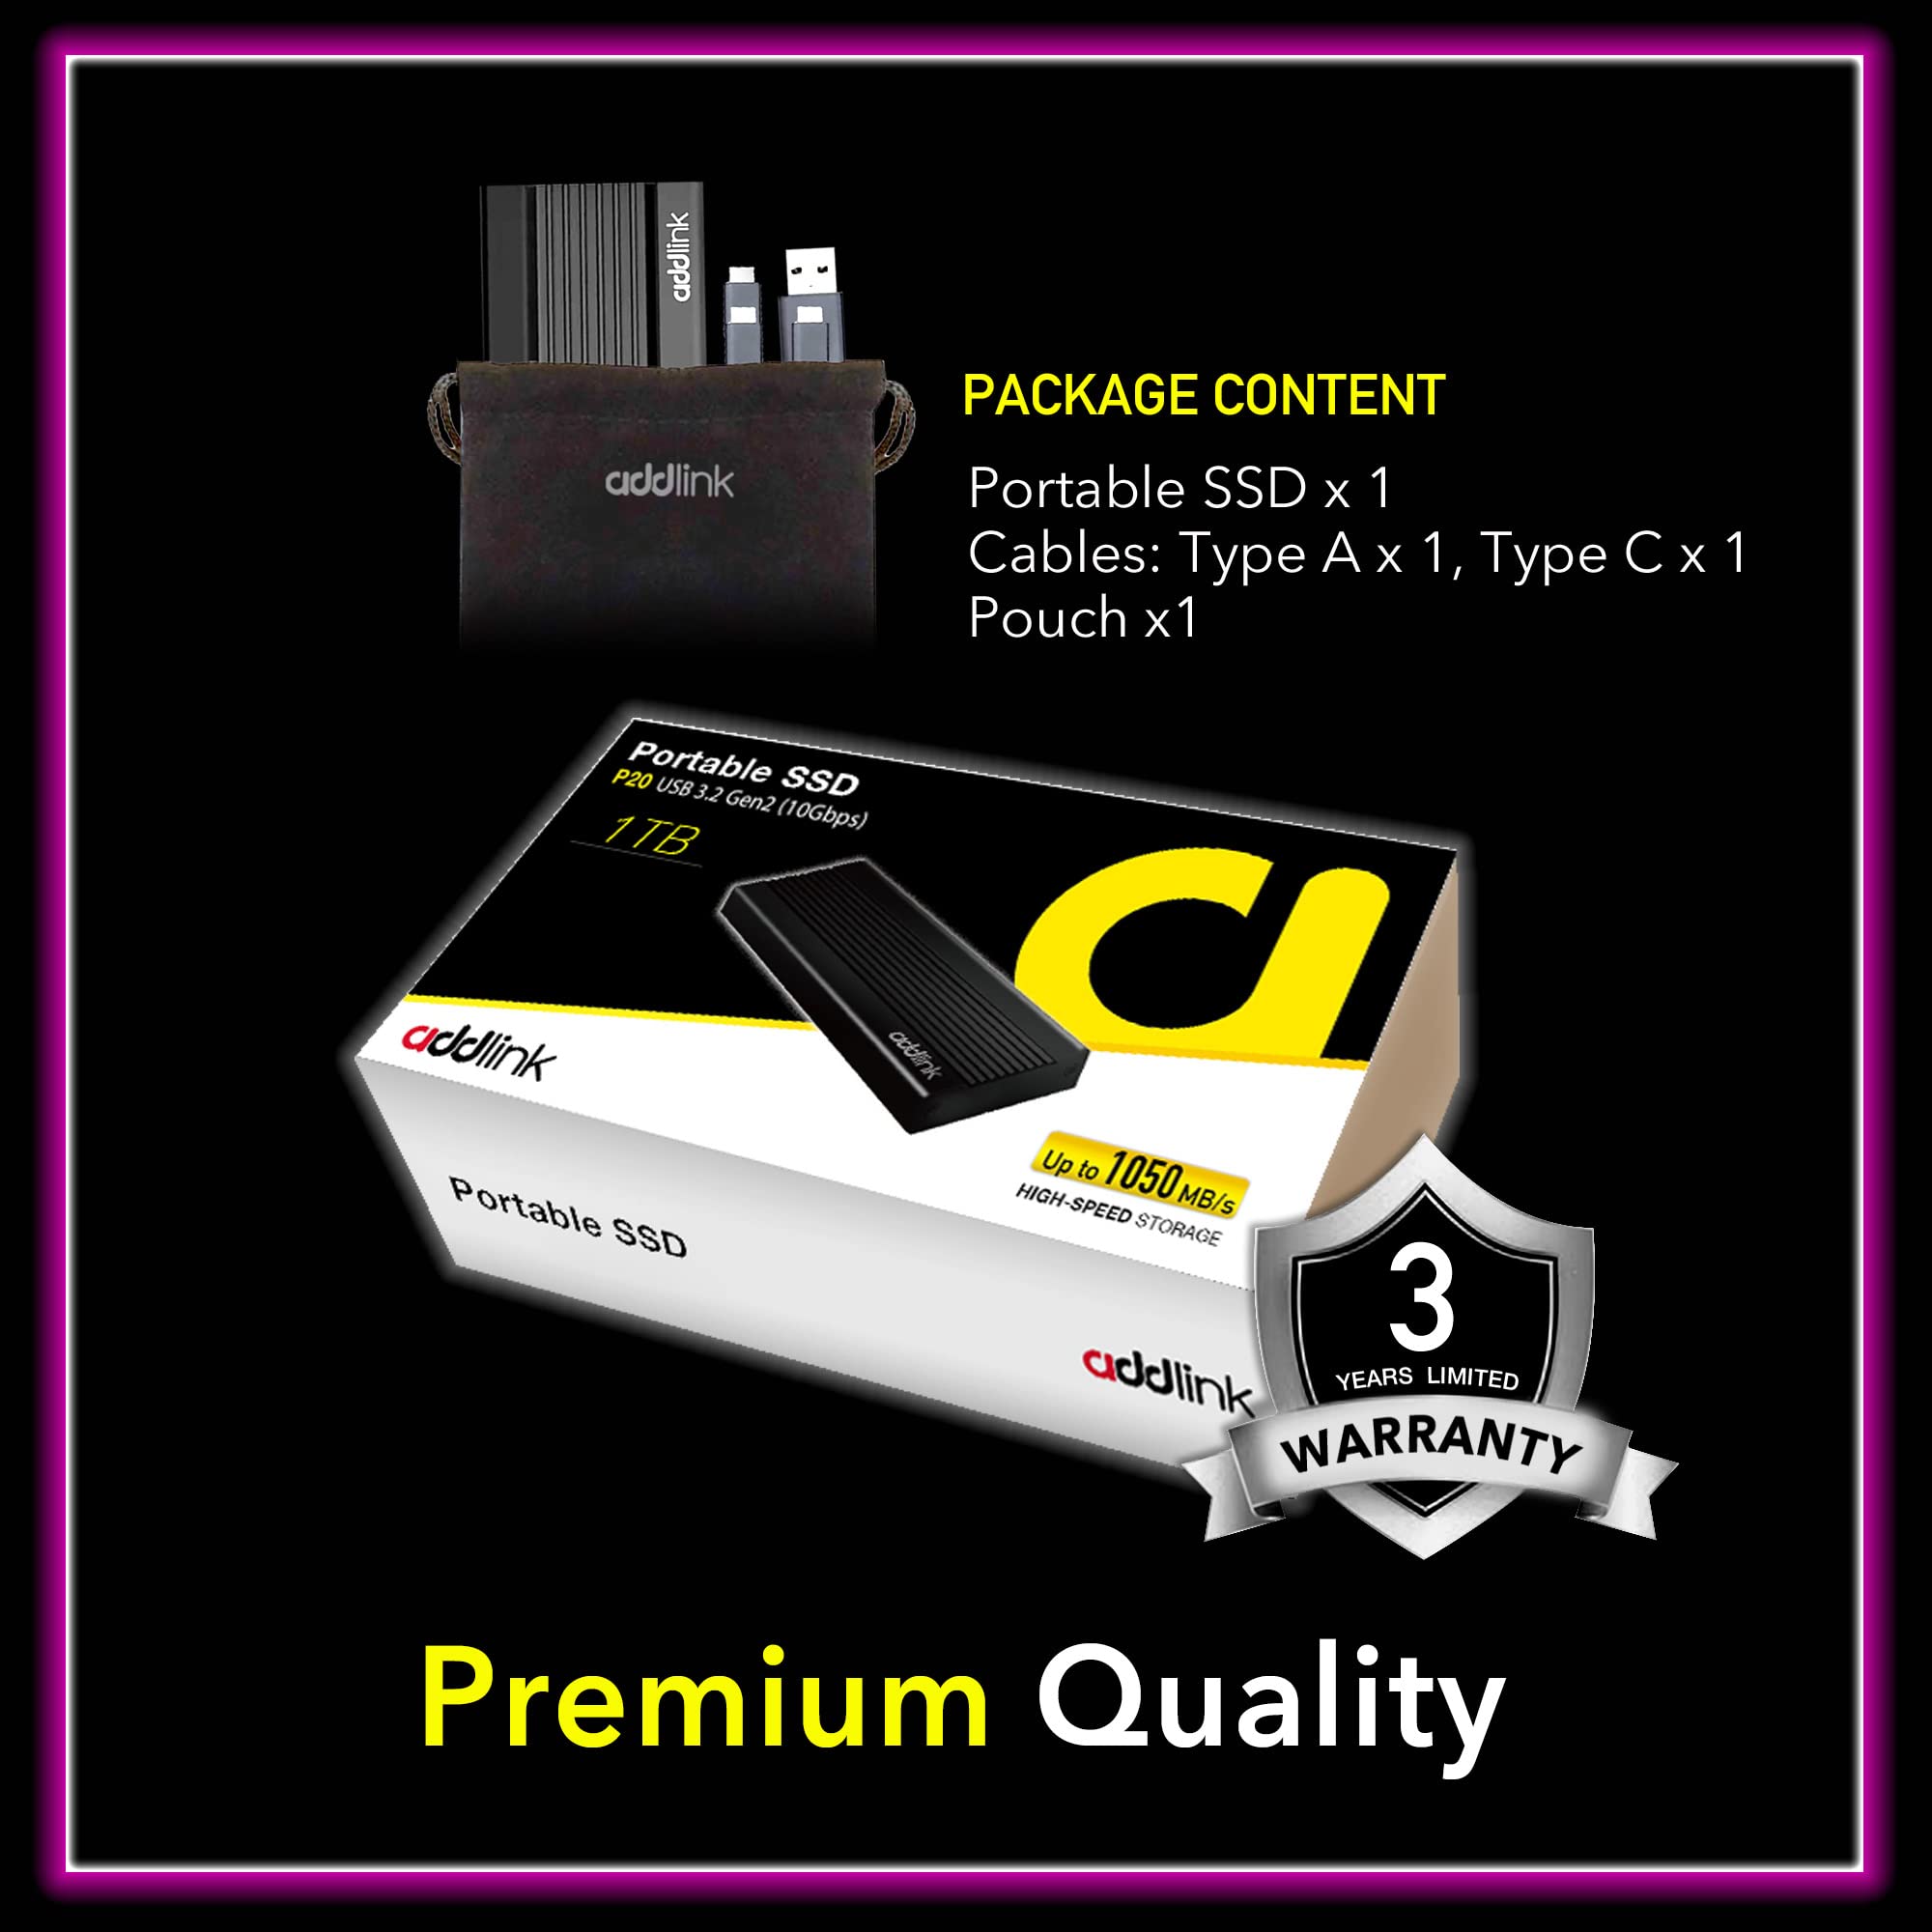 addlink
addlink
PACKAGE CONTENT
Portable SSD x 1
Cables: Type A x 1, Type C x 1
Pouch x1
Portable SSD
P20 USB 3.2 Gen2 (10Gbps)
1TB
addlink
addlink
Up to 1050 MB/s
HIGH-SPEED STORAGE
Portable SSD
addlink
3
YEARS LIMITED
WARRANTY
Premium Quality